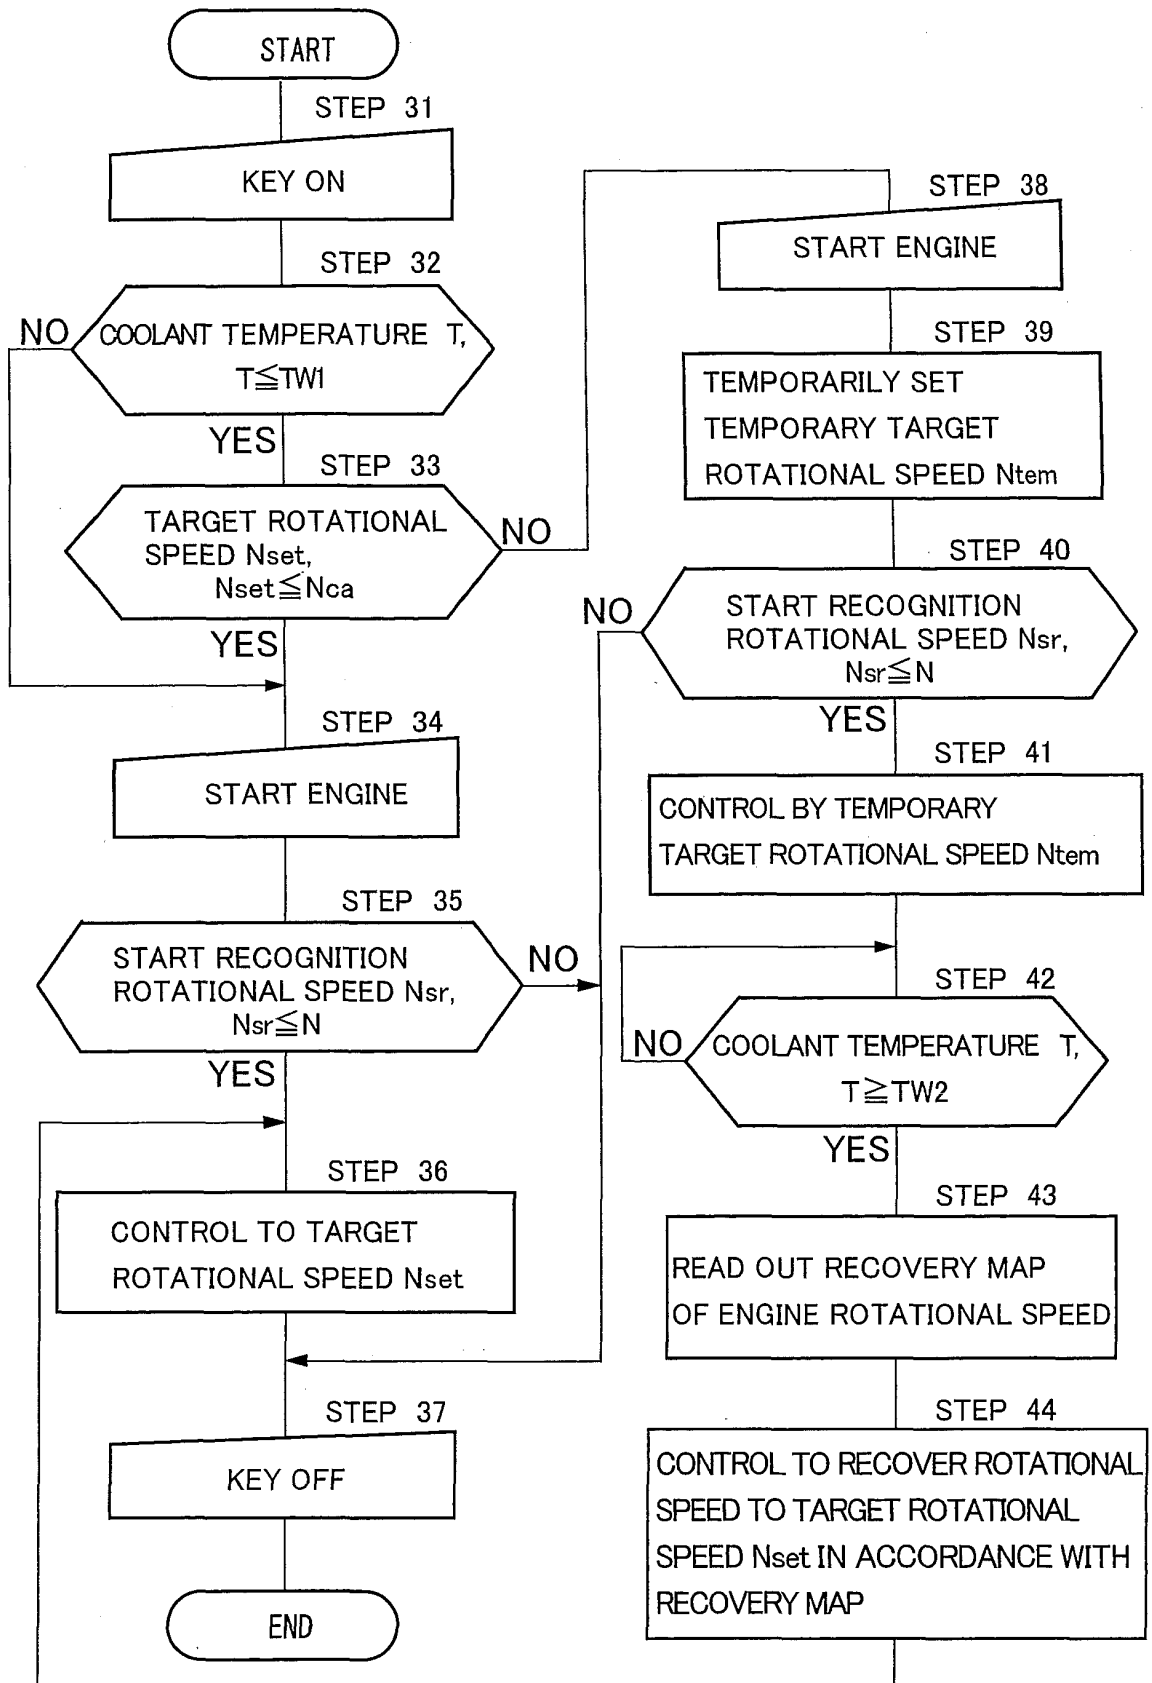 START
STEP 31
KEY ON
STEP 32
COOLANT TEMPERATURE T,
T≦TW1
NO
YES
STEP 33
TARGET ROTATIONAL
SPEED Nset,
Nset≦Nca
NO
YES
STEP 34
START ENGINE
STEP 35
START RECOGNITION
ROTATIONAL SPEED Nsr,
Nsr≦N
NO
YES
STEP 36
CONTROL TO TARGET
ROTATIONAL SPEED Nset
STEP 37
KEY OFF
END
STEP 38
START ENGINE
STEP 39
TEMPORARILY SET
TEMPORARY TARGET
ROTATIONAL SPEED Ntem
STEP 40
START RECOGNITION
ROTATIONAL SPEED Nsr,
Nsr≦N
NO
YES
STEP 41
CONTROL BY TEMPORARY
TARGET ROTATIONAL SPEED Ntem
STEP 42
COOLANT TEMPERATURE T,
T≧TW2
NO
YES
STEP 43
READ OUT RECOVERY MAP
OF ENGINE ROTATIONAL SPEED
STEP 44
CONTROL TO RECOVER ROTATIONAL
SPEED TO TARGET ROTATIONAL
SPEED Nset IN ACCORDANCE WITH
RECOVERY MAP